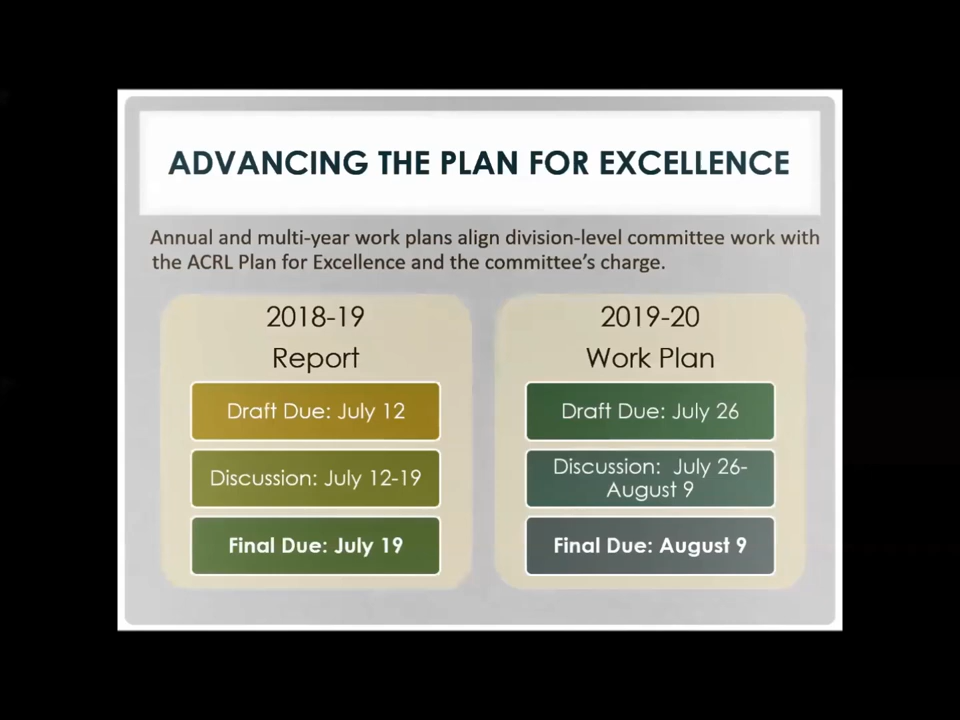 ADVANCING THE PLAN FOR EXCELLENCE
Annual and multi-year work plans align division-level committee work with
the ACRL Plan for Excellence and the committee's charge.
2018-19
Report
Draft Due: July 12
Discussion: July 12-19
Final Due: July 19
2019-20
Work Plan
Draft Due: July 26
Discussion:  July 26-
August 9
Final Due: August 9